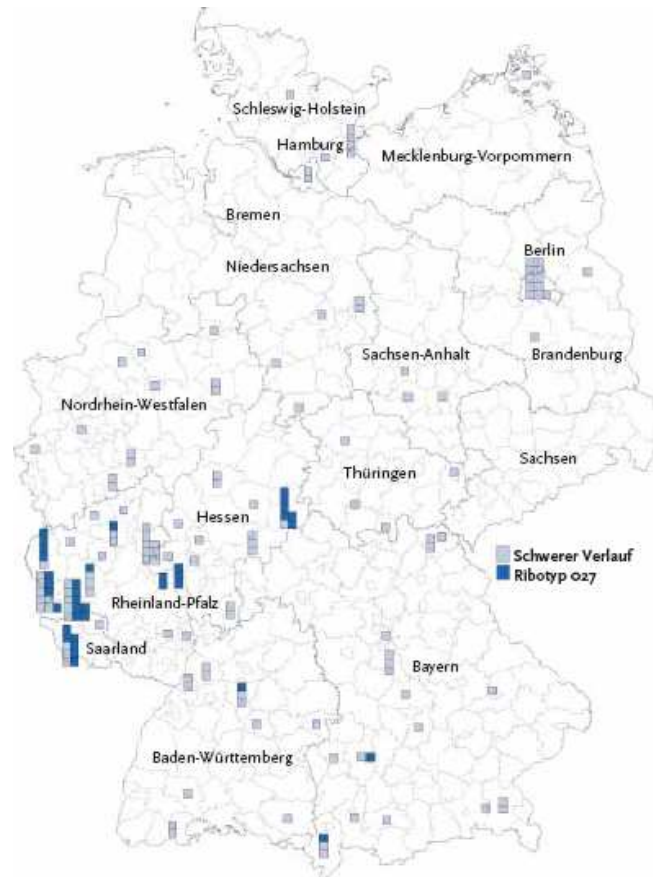 Schleswig-Holstein
Hamburg
Mecklenburg-Vorpommern
Bremen
Berlin
Niedersachsen
Sachsen-Anhalt
Brandenburg
Nordrhein-Westfalen
Sachsen
Thüringen
Hessen
Schwerer Verlauf
Ribotyp 027
Rheinland-Pfalz
Saarland
Bayern
Baden-Württemberg